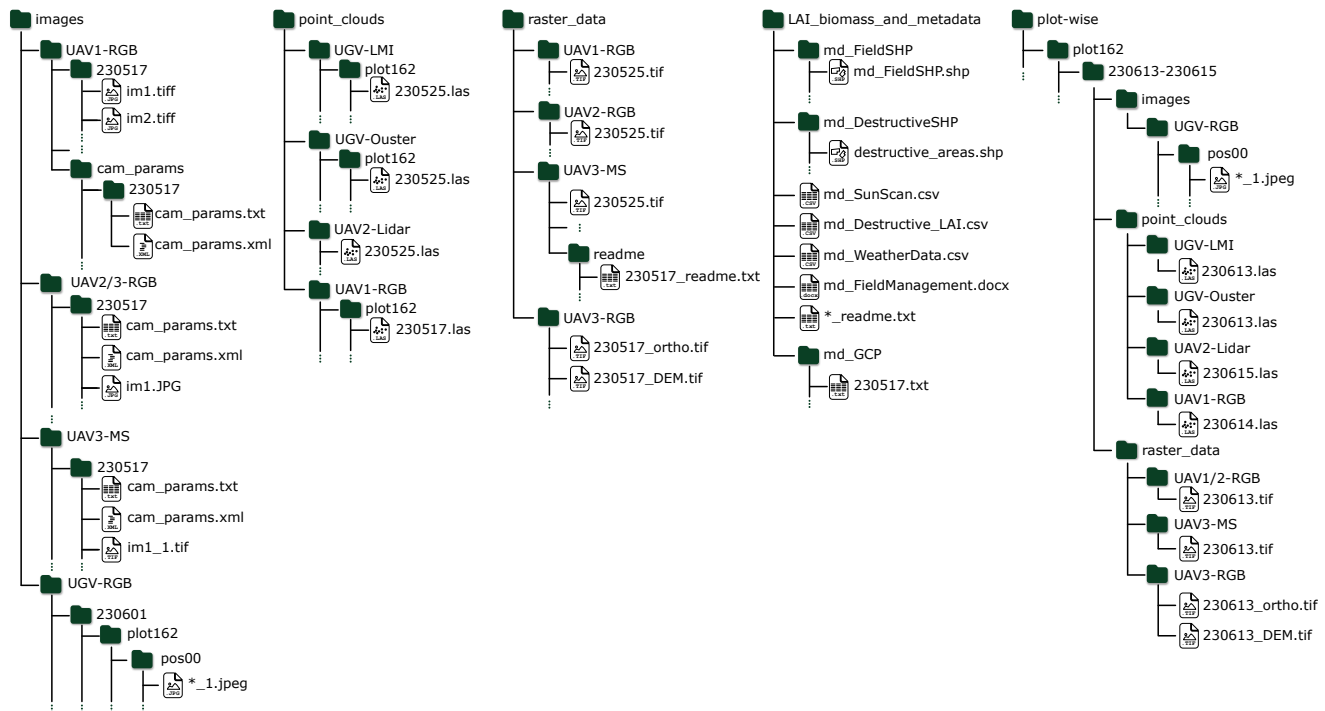 images
UAV1-RGB
230517
im1.tiff
im2.tiff
cam_params
230517
cam_params.txt
cam_params.xml
UAV2/3-RGB
230517
cam_params.txt
cam_params.xml
im1.JPG
UAV3-MS
230517
cam_params.txt
cam_params.xml
im1_1.tif
UGV-RGB
230601
plot162
pos00
*_1.jpeg
point_clouds
UGV-LMI
plot162
230525.las
UGV-Ouster
plot162
230525.las
UAV2-Lidar
230525.las
UAV1-RGB
plot162
230517.las
raster_data
UAV1-RGB
230525.tif
UAV2-RGB
230525.tif
UAV3-MS
230525.tif
readme
230517_readme.txt
UAV3-RGB
230517_ortho.tif
230517_DEM.tif
LAI_biomass_and_metadata
md_FieldSHP
md_FieldSHP.shp
md_DestructiveSHP
destructive_areas.shp
md_SunScan.csv
md_Destructive_LAI.csv
md_WeatherData.csv
md_FieldManagement.docx
*_readme.txt
md_GCP
230517.txt
plot-wise
plot162
230613-230615
images
UGV-RGB
pos00
*_1.jpeg
point_clouds
UGV-LMI
230613.las
UGV-Ouster
230613.las
UAV2-Lidar
230615.las
UAV1-RGB
230614.las
raster_data
UAV1/2-RGB
230613.tif
UAV3-MS
230613.tif
UAV3-RGB
230613_ortho.tif
230613_DEM.tif